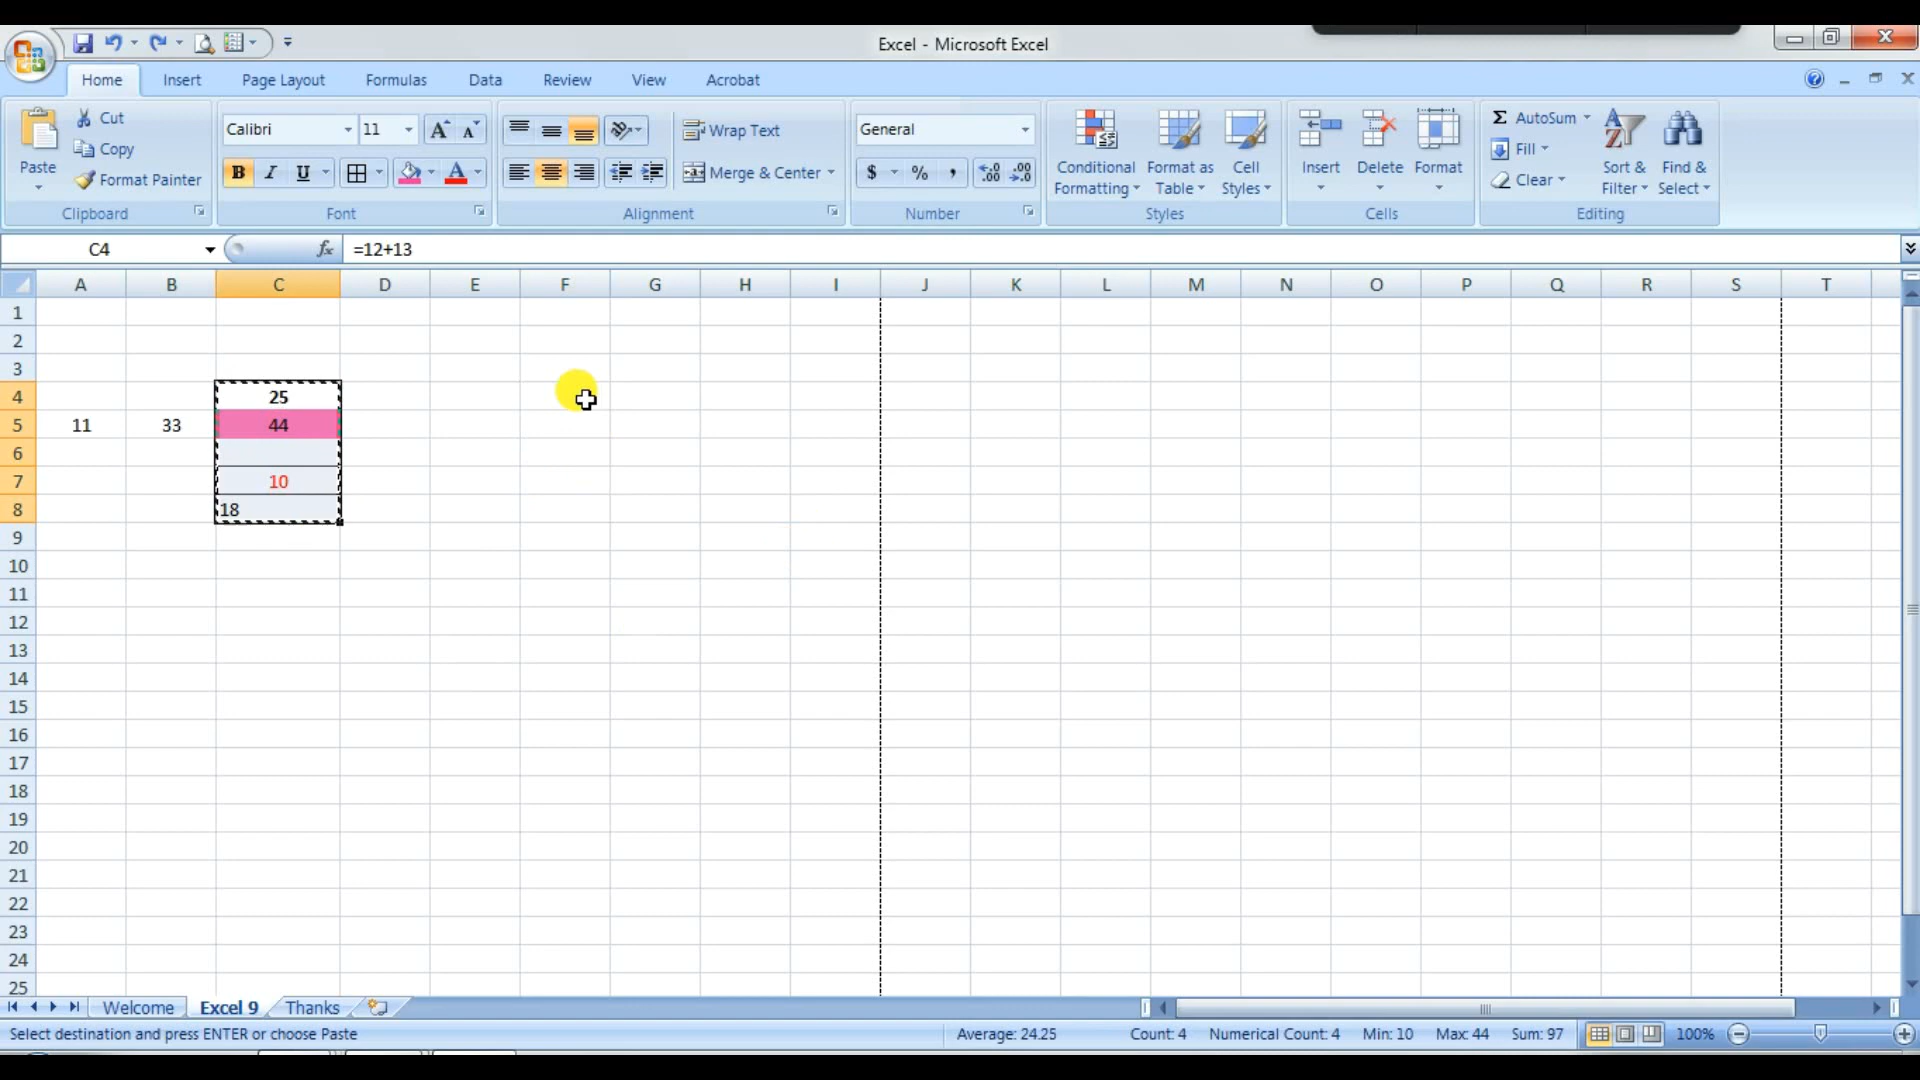 Excel - Microsoft Excel
Home Insert Page Layout Formulas Data Review View Acrobat
Paste
Cut
Copy
Format Painter
Clipboard
Calibri 11 A A
B I U A
Font
Wrap Text
Merge & Center
Alignment
General
$ % , .00 .00
Number
Conditional Formatting
Format as Table
Cell Styles
Styles
Insert
Delete
Format
Cells
Σ AutoSum
Fill
Clear
Sort & Filter
Find & Select
Editing
C4 fx =12+13
A B C D E F G H I J K L M N O P Q R S T
1
2
3
4 25
5 11 33 44
6
7 10
8 18
9
10
11
12
13
14
15
16
17
18
19
20
21
22
23
24
25
Welcome Excel 9 Thanks
Select destination and press ENTER or choose Paste Average: 24.25 Count: 4 Numerical Count: 4 Min: 10 Max: 44 Sum: 97 100%